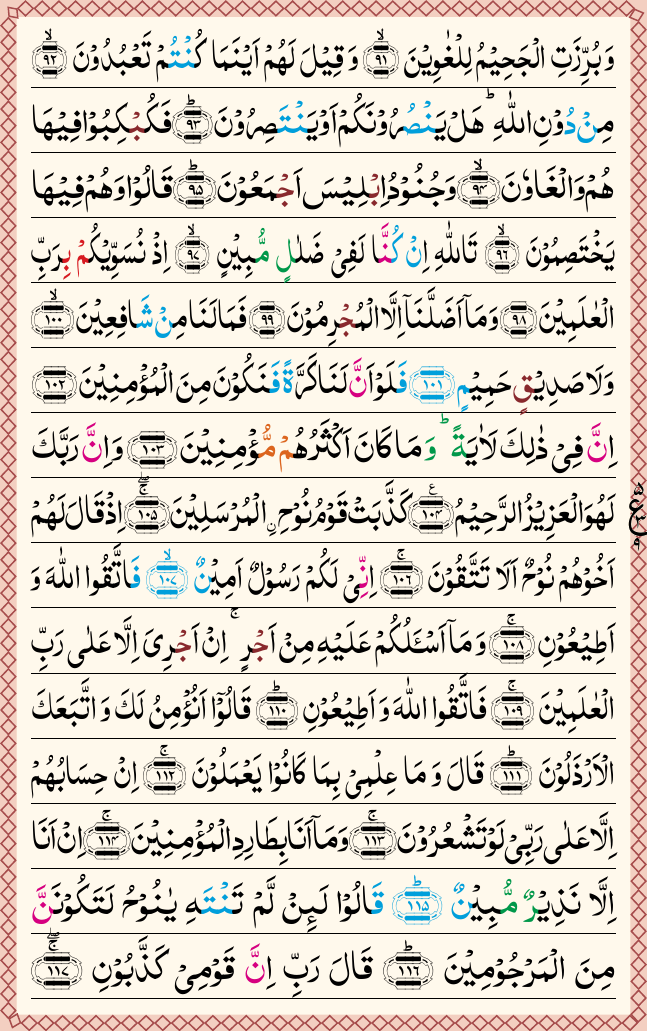 وَبُرِّزَتِ الْجَحِيْمُ لِلْغٰوِيْنَ ۙ﴿۹۱﴾ وَ قِيْلَ لَهُمْ اَيْنَمَا كُنْتُمْ تَعْبُدُوْنَ ۙ﴿۹۲﴾
مِنْ دُوْنِ اللّٰهِ ؕ هَلْ يَنْصُرُوْنَكُمْ اَوْ يَنْتَصِرُوْنَ ؕ﴿۹۳﴾ فَكُبْكِبُوْا فِيْهَا
هُمْ وَالْغَاوٗنَ ۙ﴿۹۴﴾ وَجُنُوْدُ اِبْلِيْسَ اَجْمَعُوْنَ ؕ﴿۹۵﴾ قَالُوْا وَهُمْ فِيْهَا
يَخْتَصِمُوْنَ ۙ﴿۹۶﴾ تَاللّٰهِ اِنْ كُنَّا لَفِيْ ضَلٰلٍ مُّبِيْنٍ ۙ﴿۹۷﴾ اِذْ نُسَوِّيْكُمْ بِرَبِّ
الْعٰلَمِيْنَ ﴿۹۸﴾ وَمَاۤ اَضَلَّنَاۤ اِلَّا الْمُجْرِمُوْنَ ﴿۹۹﴾ فَمَا لَنَا مِنْ شَافِعِيْنَ ۙ﴿۱۰۰﴾
وَلَا صَدِيْقٍ حَمِيْمٍ ﴿۱۰۱﴾ فَلَوْ اَنَّ لَنَا كَرَّةً فَنَكُوْنَ مِنَ الْمُؤْمِنِيْنَ ﴿۱۰۲﴾
اِنَّ فِيْ ذٰلِكَ لَاٰيَةً ؕ وَ مَا كَانَ اَكْثَرُهُمْ مُّؤْمِنِيْنَ ﴿۱۰۳﴾ وَ اِنَّ رَبَّكَ
لَهُوَ الْعَزِيْزُ الرَّحِيْمُ ﴿۱۰۴﴾ كَذَّبَتْ قَوْمُ نُوْحِ ۣ الْمُرْسَلِيْنَ ۚۖ﴿۱۰۵﴾ اِذْ قَالَ لَهُمْ
اَخُوْهُمْ نُوْحٌ اَلَا تَتَّقُوْنَ ۚ﴿۱۰۶﴾ اِنِّيْ لَكُمْ رَسُوْلٌ اَمِيْنٌ ۙ﴿۱۰۷﴾ فَاتَّقُوا اللّٰهَ وَ
اَطِيْعُوْنِ ۚ﴿۱۰۸﴾ وَ مَاۤ اَسْـَٔلُكُمْ عَلَيْهِ مِنْ اَجْرٍ ۚ اِنْ اَجْرِيَ اِلَّا عَلٰى رَبِّ
الْعٰلَمِيْنَ ۚ﴿۱۰۹﴾ فَاتَّقُوا اللّٰهَ وَ اَطِيْعُوْنِ ؕ﴿۱۱۰﴾ قَالُوْۤا اَنُؤْمِنُ لَكَ وَ اتَّبَعَكَ
الْاَرْذَلُوْنَ ؕ﴿۱۱۱﴾ قَالَ وَ مَا عِلْمِيْ بِمَا كَانُوْا يَعْمَلُوْنَ ۚ﴿۱۱۲﴾ اِنْ حِسَابُهُمْ
اِلَّا عَلٰى رَبِّيْ لَوْ تَشْعُرُوْنَ ۚ﴿۱۱۳﴾ وَمَاۤ اَنَا بِطَارِدِ الْمُؤْمِنِيْنَ ۚ﴿۱۱۴﴾ اِنْ اَنَا
اِلَّا نَذِيْرٌ مُّبِيْنٌ ؕ﴿۱۱۵﴾ قَالُوْا لَىِٕنْ لَّمْ تَنْتَهِ يٰنُوْحُ لَتَكُوْنَنَّ
مِنَ الْمَرْجُوْمِيْنَ ؕ﴿۱۱۶﴾ قَالَ رَبِّ اِنَّ قَوْمِيْ كَذَّبُوْنِ ۚۖ﴿۱۱۷﴾